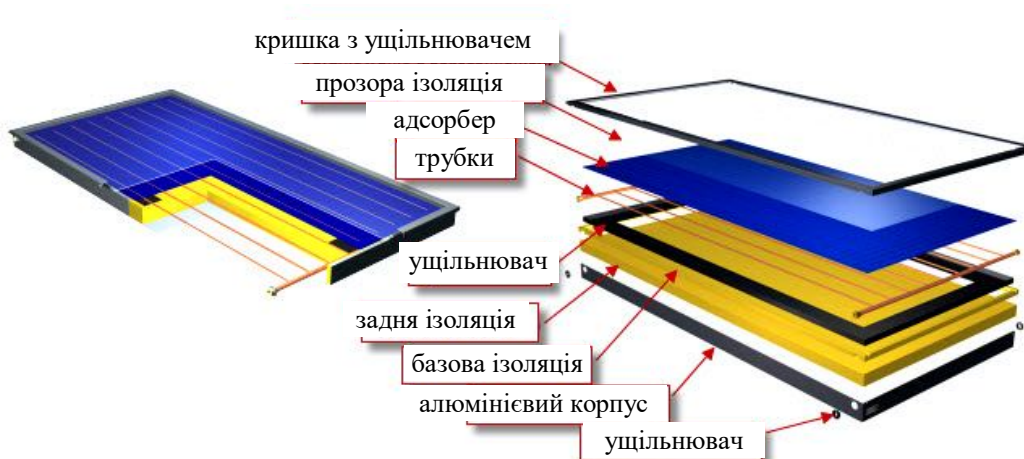 кришка з ущільнювачем
прозора ізоляція
адсорбер
трубки
ущільнювач
задня ізоляція
базова ізоляція
алюмінієвий корпус
ущільнювач